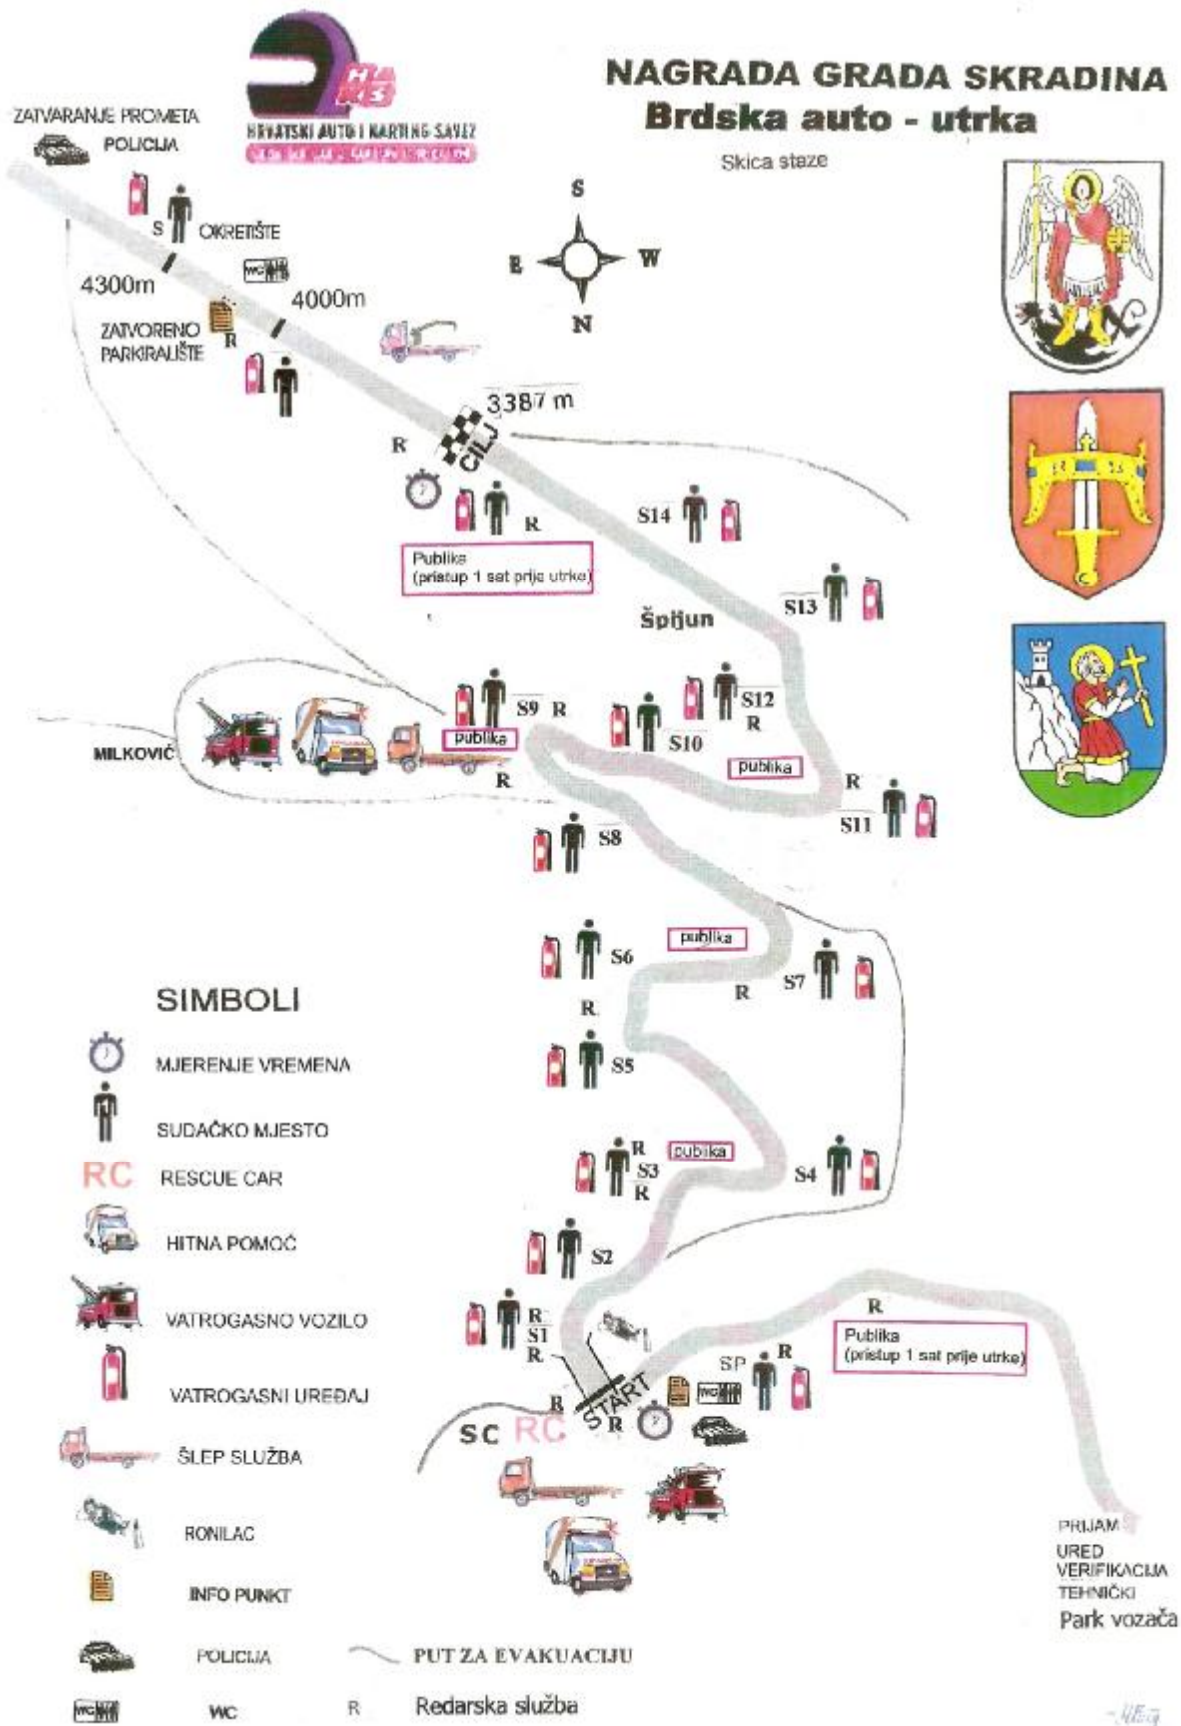 NAGRADA GRADA SKRADINA
Brdska auto - utrka
Skica staze
HRVATSKI AUTO I KARTING SAVEZ
ZATVARANJE PROMETA
POLICIJA
S
OKRETIŠTE
WC
4300m
4000m
ZATVORENO
PARKIRALIŠTE
R
S
E
W
N
3387 m
CILJ
R
R
Publika
(pristup 1 sat prije utrke)
S14
S13
Špijun
S12
R
S9
R
S10
publika
publika
MILKOVIĆ
R
R
S11
S8
publika
S6
S7
R
R
S5
R
publika
S3
R
S4
S2
R
S1
R
R
Publika
(pristup 1 sat prije utrke)
SP
R
WC
START
R
R
SC
RC
PRIJAM
URED
VERIFIKACIJA
TEHNIČKI
Park vozača
SIMBOLI
MJERENJE VREMENA
SUDAČKO MJESTO
RC
RESCUE CAR
HITNA POMOĆ
VATROGASNO VOZILO
VATROGASNI UREĐAJ
ŠLEP SLUŽBA
RONILAC
INFO PUNKT
POLICIJA
PUT ZA EVAKUACIJU
WC
WC
R
Redarska služba